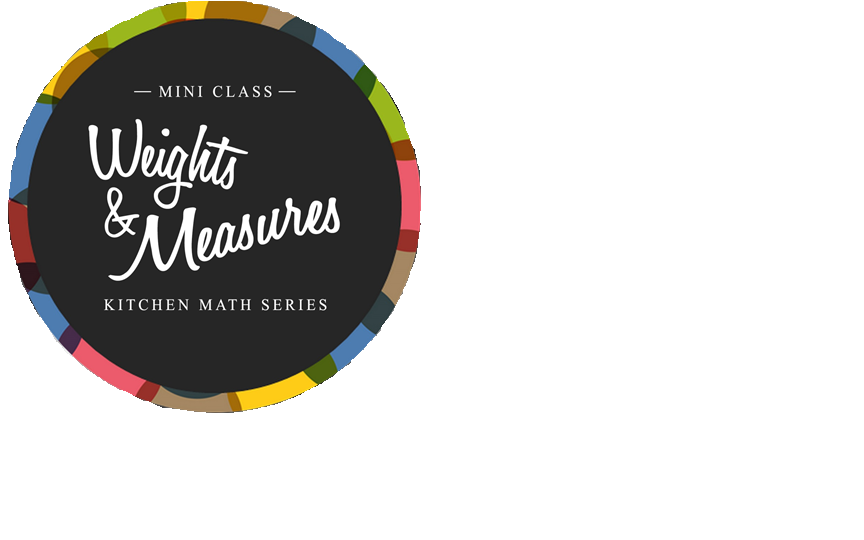 — MINI CLASS —
Weights
& Measures
KITCHEN MATH SERIES